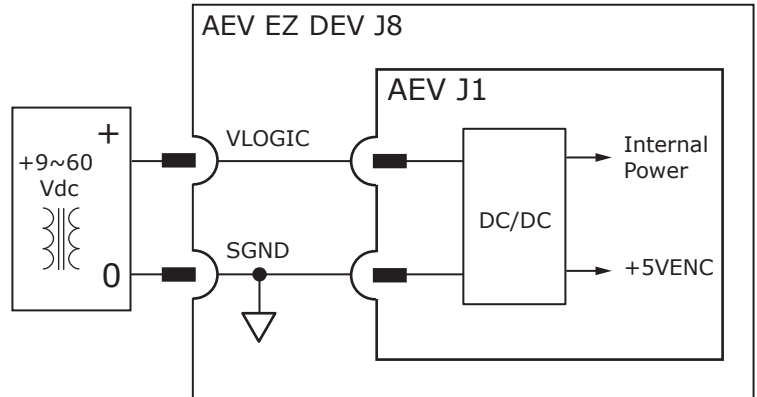 AEV EZ DEV J8
AEV J1
+
+9~60
Vdc
0
VLOGIC
SGND
DC/DC
Internal
Power
+5VENC